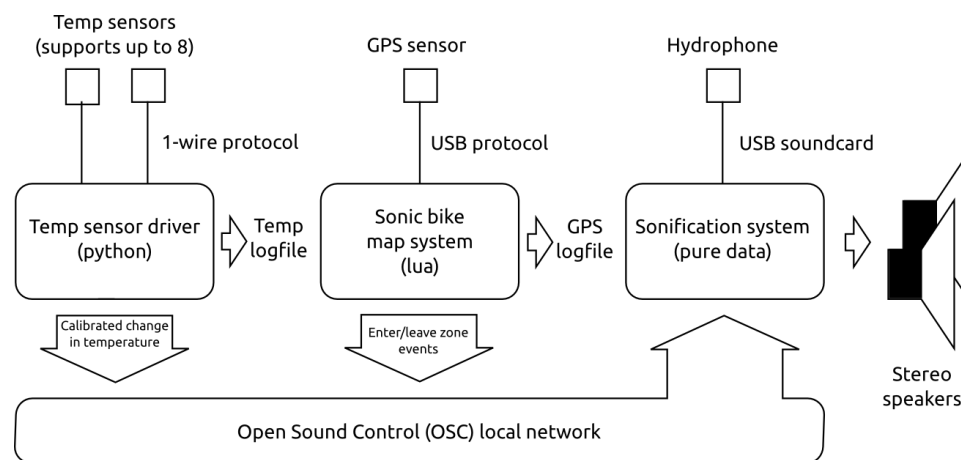 Temp sensors
(supports up to 8)
GPS sensor
Hydrophone
1-wire protocol
USB protocol
USB soundcard
Temp sensor driver
(python)
Temp
logfile
Sonic bike
map system
(lua)
GPS
logfile
Sonification system
(pure data)
Calibrated change
in temperature
Enter/leave zone
events
Stereo
speakers
Open Sound Control (OSC) local network